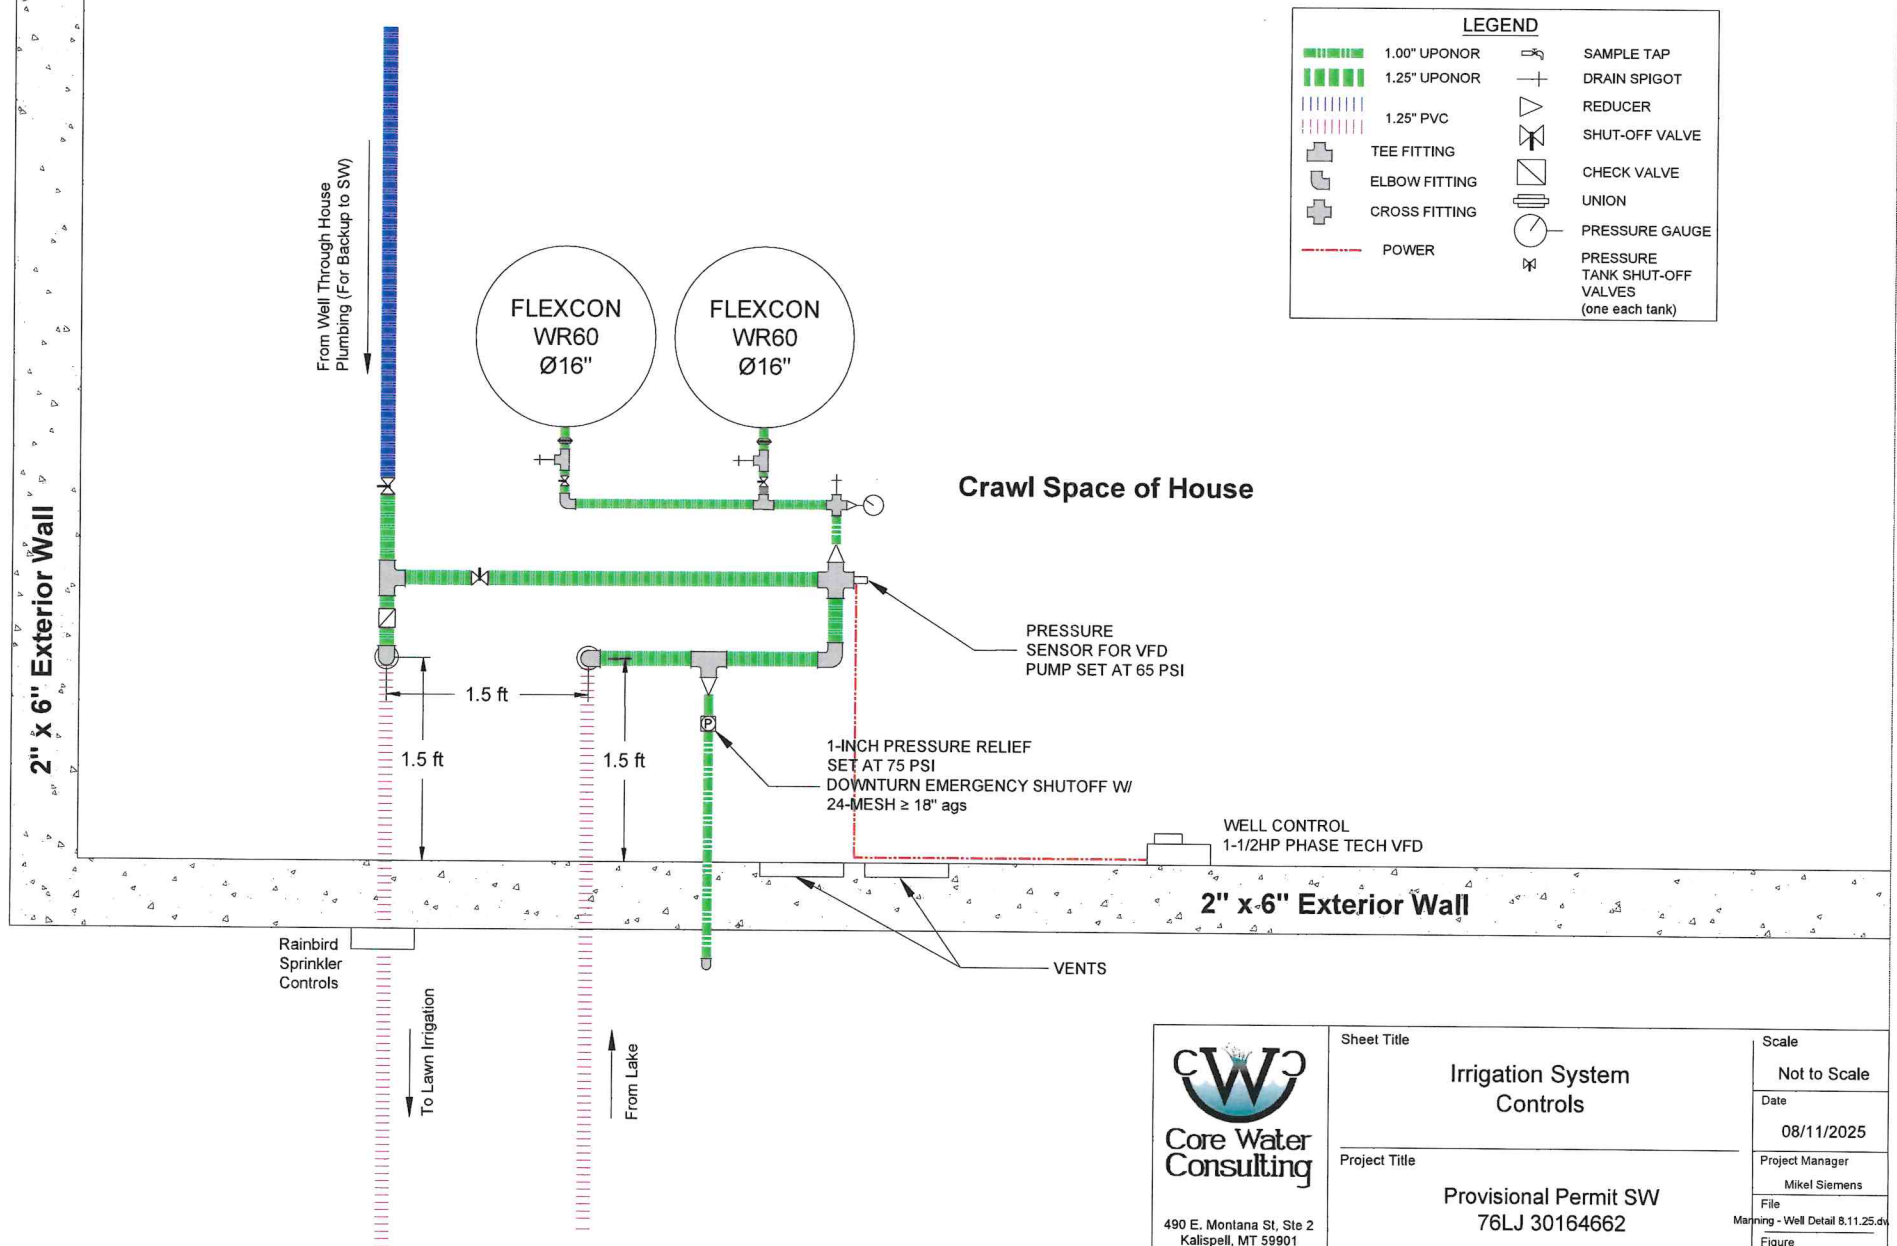 LEGEND
1.00" UPONOR
1.25" UPONOR
1.25" PVC
TEE FITTING
ELBOW FITTING
CROSS FITTING
POWER
SAMPLE TAP
DRAIN SPIGOT
REDUCER
SHUT-OFF VALVE
CHECK VALVE
UNION
PRESSURE GAUGE
PRESSURE
TANK SHUT-OFF
VALVES
(one each tank)
From Well Through House
Plumbing (For Backup to SW)
FLEXCON
WR60
Ø16"
FLEXCON
WR60
Ø16"
Crawl Space of House
2" x 6" Exterior Wall
PRESSURE
SENSOR FOR VFD
PUMP SET AT 65 PSI
1.5 ft
1.5 ft
1.5 ft
P
1-INCH PRESSURE RELIEF
SET AT 75 PSI
DOWNTURN EMERGENCY SHUTOFF W/
24-MESH ≥ 18" ags
WELL CONTROL
1-1/2HP PHASE TECH VFD
2" x 6" Exterior Wall
Rainbird
Sprinkler
Controls
VENTS
To Lawn Irrigation
From Lake
CWC
Core Water
Consulting
490 E. Montana St, Ste 2
Kalispell, MT 59901
Sheet Title
Irrigation System
Controls
Project Title
Provisional Permit SW
76LJ 30164662
Scale
Not to Scale
Date
08/11/2025
Project Manager
Mikel Siemens
File
Manning - Well Detail 8.11.25.dw
Figure